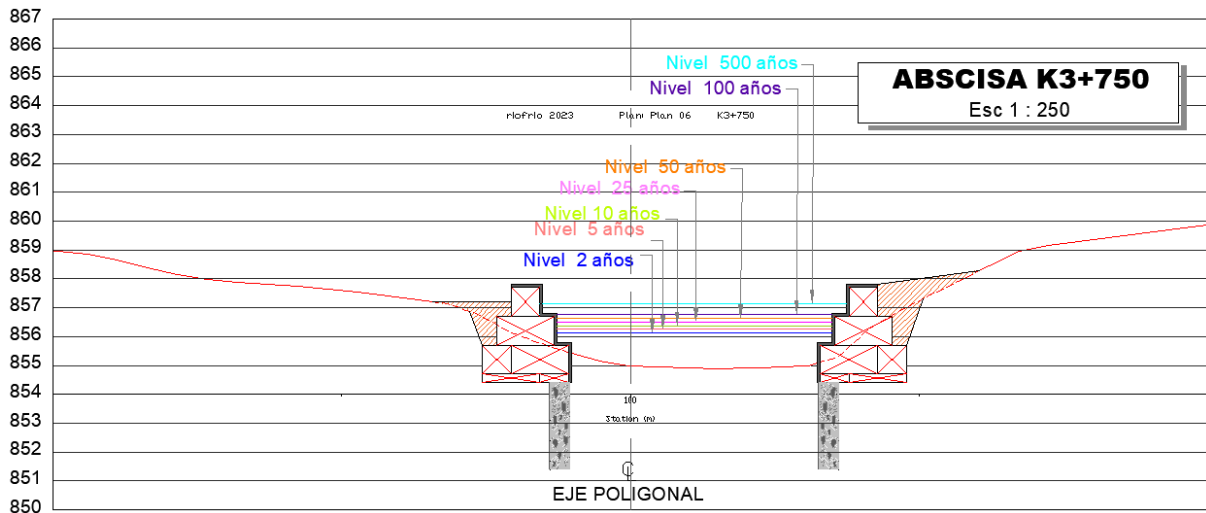 867
866
865
864
863
862
861
860
859
858
857
856
855
854
853
852
851
850
Nivel 500 años
Nivel 100 años
ABSCISA K3+750
Esc 1 : 250
riofrio 2023 Plan: Plan 06 K3+750
Nivel 50 años
Nivel 25 años
Nivel 10 años
Nivel 5 años
Nivel 2 años
100
Station (m)
EJE POLIGONAL